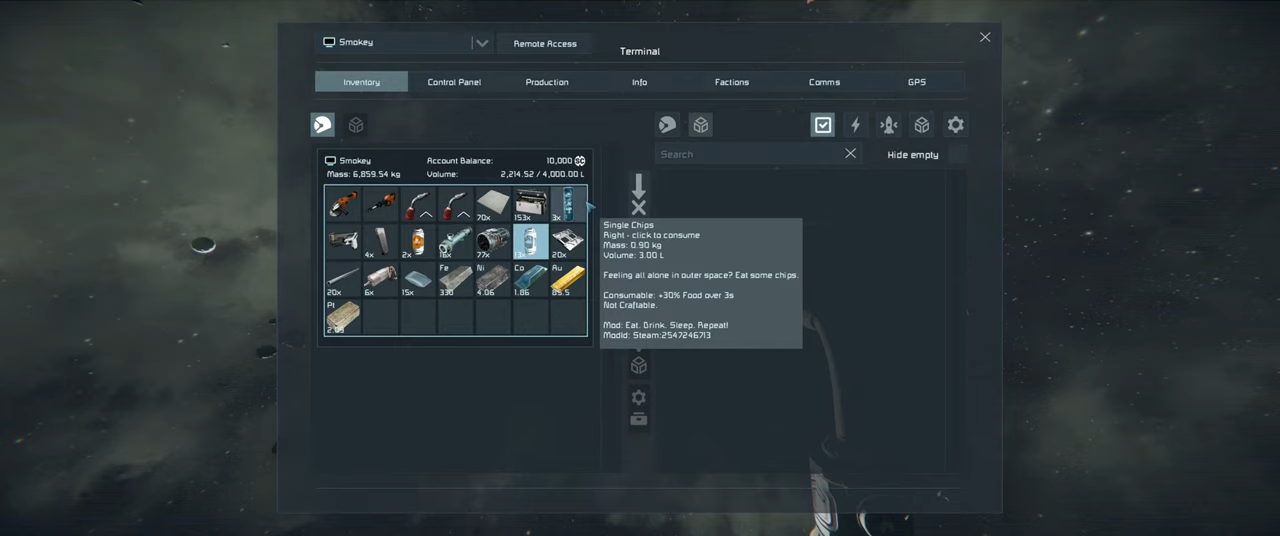 Smokey
Remote Access
Terminal
Inventory
Control Panel
Production
Info
Factions
Comms
GPS
Search
Hide empty
Smokey
Account Balance: 10,000
Mass: 6,859.54 kg
Volume: 2,214.52 / 4,000.00 L
70x
153x
3x
4x
2x
16x
77x
20x
20x
6x
15x
Fe
330
Ni
4.06
Co
1.86
Au
Pt
Single Chips
Right - click to consume
Mass: 0.90 kg
Volume: 3.00 L
Feeling all alone in outer space? Eat some chips.
Consumable: +30% Food over 3s
Not Craftable.
Mod: Eat. Drink. Sleep. Repeat!
ModId: Steam:2547246713